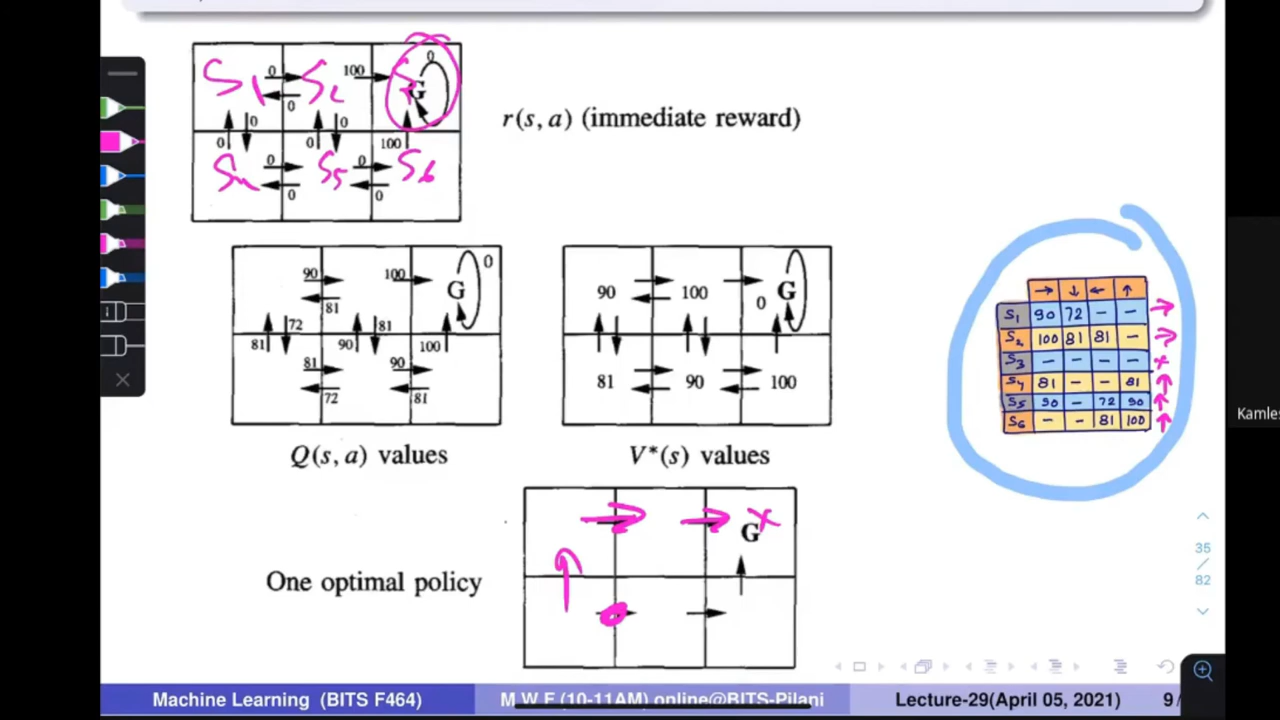 S1 0 S2 100 S3 0
G
0 0
0 0 0 0 100
S4 0 S5 0 S6
0 0
r(s, a) (immediate reward)
90 100 G 0
81
81 72 90 81 100
81 90
72 81
Q(s, a) values
90 100 0 G
81 90 100
V*(s) values
→ ↓ ← ↑
S1 90 72 - - →
S2 100 81 81 - →
S3 - - - - x
S4 81 - - 81 ↑
S5 90 - 72 90 ↑
S6 - - 81 100 ↑
Kamles
G x
One optimal policy
35
/
82
Machine Learning (BITS F464) M W F (10-11AM) online@BITS-Pilani Lecture-29(April 05, 2021) 9/